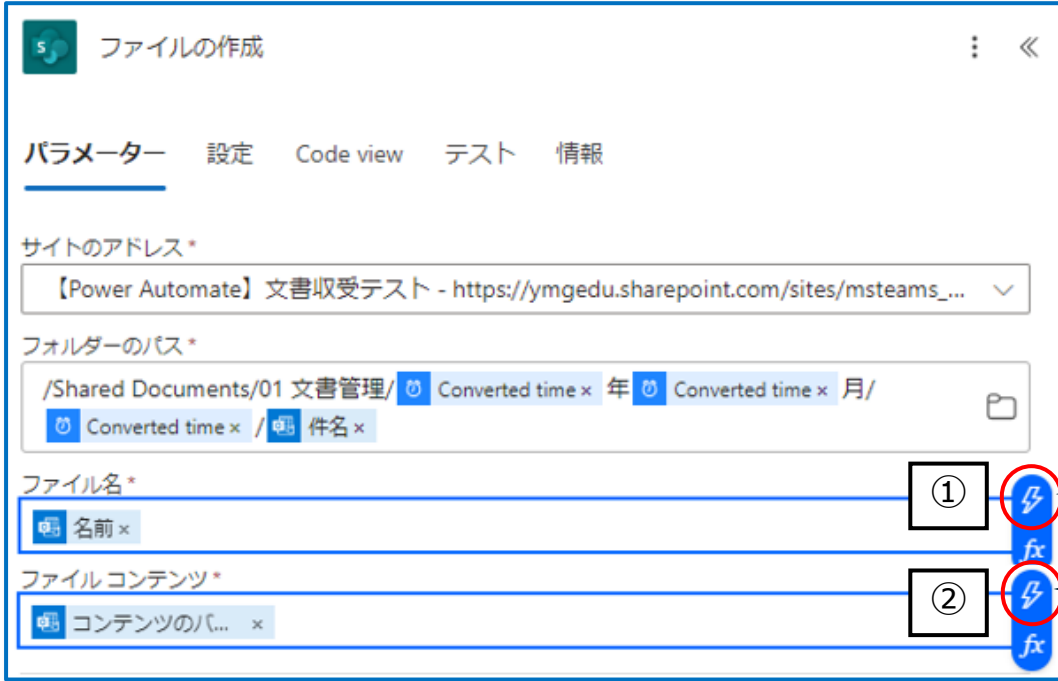 ファイルの作成
パラメーター 設定 Code view テスト 情報
サイトのアドレス *
【Power Automate】文書収受テスト - https://ymgedu.sharepoint.com/sites/msteams_...
フォルダーのパス *
/Shared Documents/01 文書管理/ Converted time × 年 Converted time × 月/
Converted time × / 件名 ×
ファイル名 *
①
名前 ×
fx
ファイル コンテンツ *
②
コンテンツのバ... ×
fx